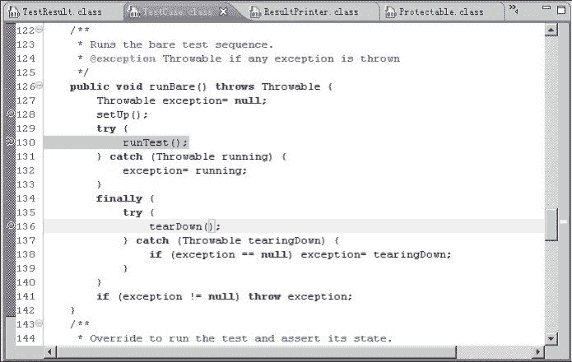 TestResult.class TestCase.class ResultPrinter.class Protectable.class
122 /**
123 * Runs the bare test sequence.
124 * @exception Throwable if any exception is thrown
125 */
126 public void runBare() throws Throwable {
127 Throwable exception= null;
128 setUp();
129 try {
130 runTest();
131 } catch (Throwable running) {
132 exception= running;
133 }
134 finally {
135 try {
136 tearDown();
137 } catch (Throwable tearingDown) {
138 if (exception == null) exception= tearingDown;
139 }
140 }
141 if (exception != null) throw exception;
142 }
143 /**
144 * Override to run the test and assert its state.